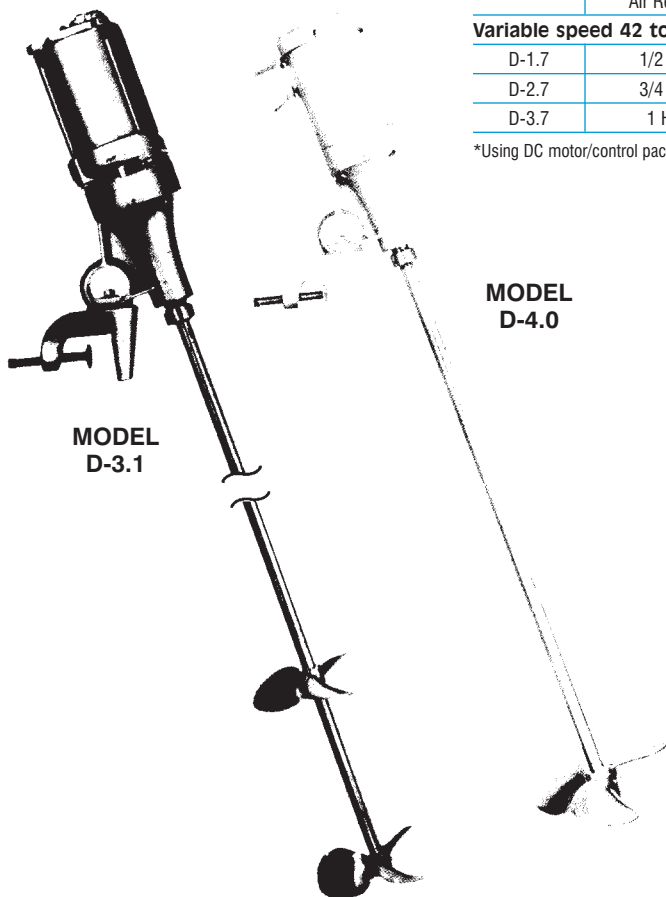 Variable speed 42 to
D-1.7 1/2
D-2.7 3/4
D-3.7 1 H
*Using DC motor/control pac
MODEL
D-4.0
MODEL
D-3.1